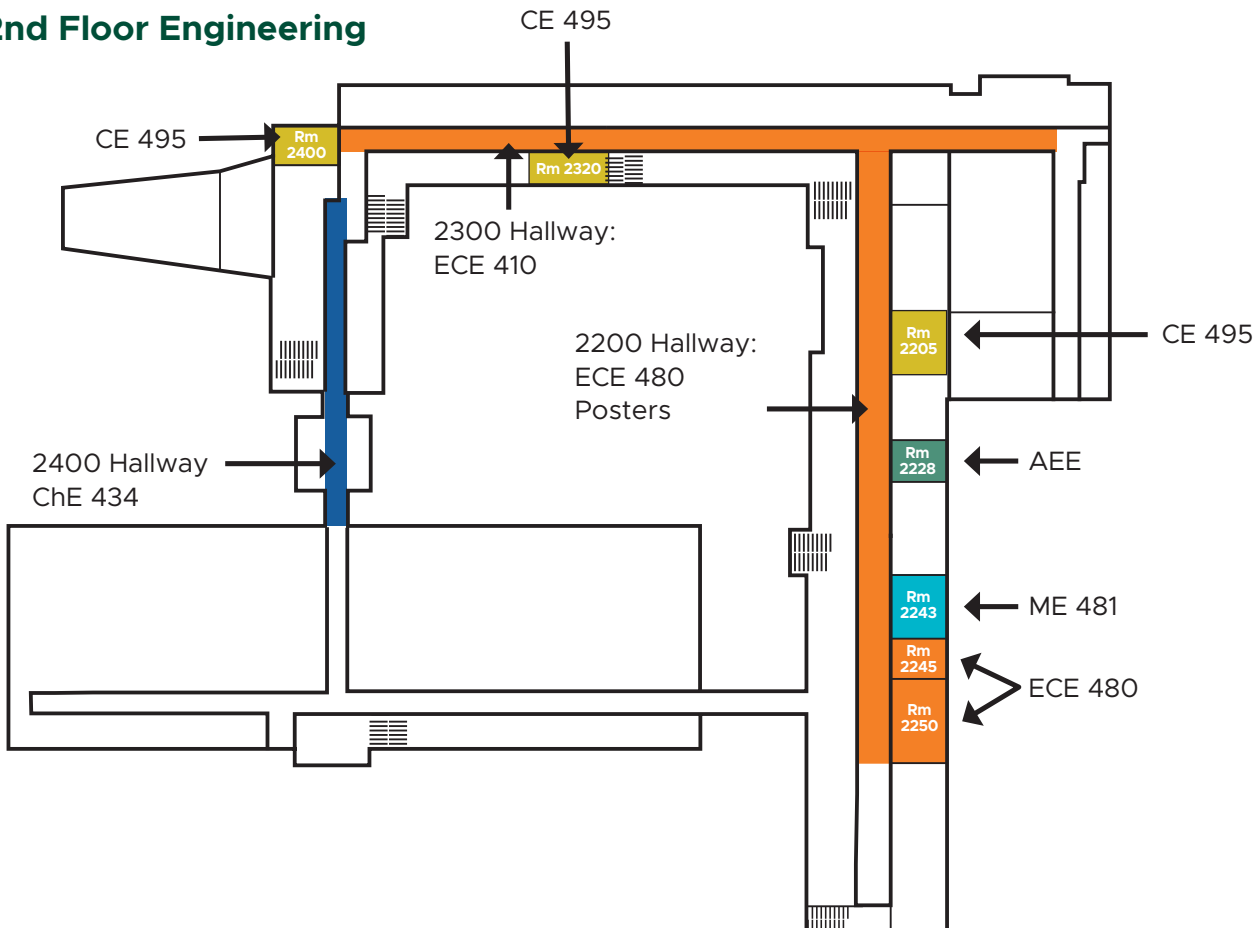 2nd Floor Engineering
CE 495
CE 495
Rm
2400
Rm 2320
2300 Hallway:
ECE 410
2200 Hallway:
ECE 480
Posters
Rm
2205
CE 495
2400 Hallway
ChE 434
Rm
2228
AEE
Rm
2243
ME 481
Rm
2245
ECE 480
Rm
2250